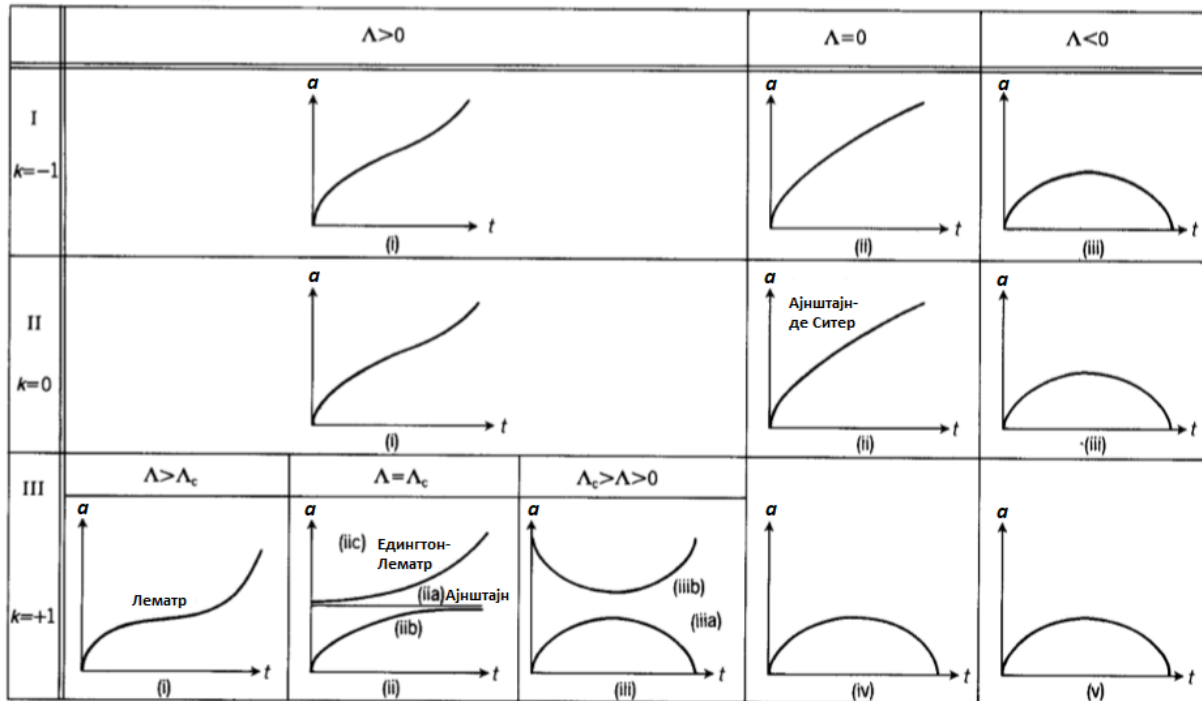 Λ>0
Λ=0
Λ<0
I
k=−1
a
t
(i)
a
t
(ii)
a
t
(iii)
II
k=0
a
t
(i)
a
Ајнштајн-
де Ситер
t
(ii)
a
t
(iii)
III
k=+1
Λ>Λc
Λ=Λc
Λc>Λ>0
a
Лематр
t
(i)
a
(iic)
Едингтон-
Лематр
(iia) Ајнштајн
(iib)
t
(ii)
a
(iiib)
(iiia)
t
(iii)
a
t
(iv)
a
t
(v)